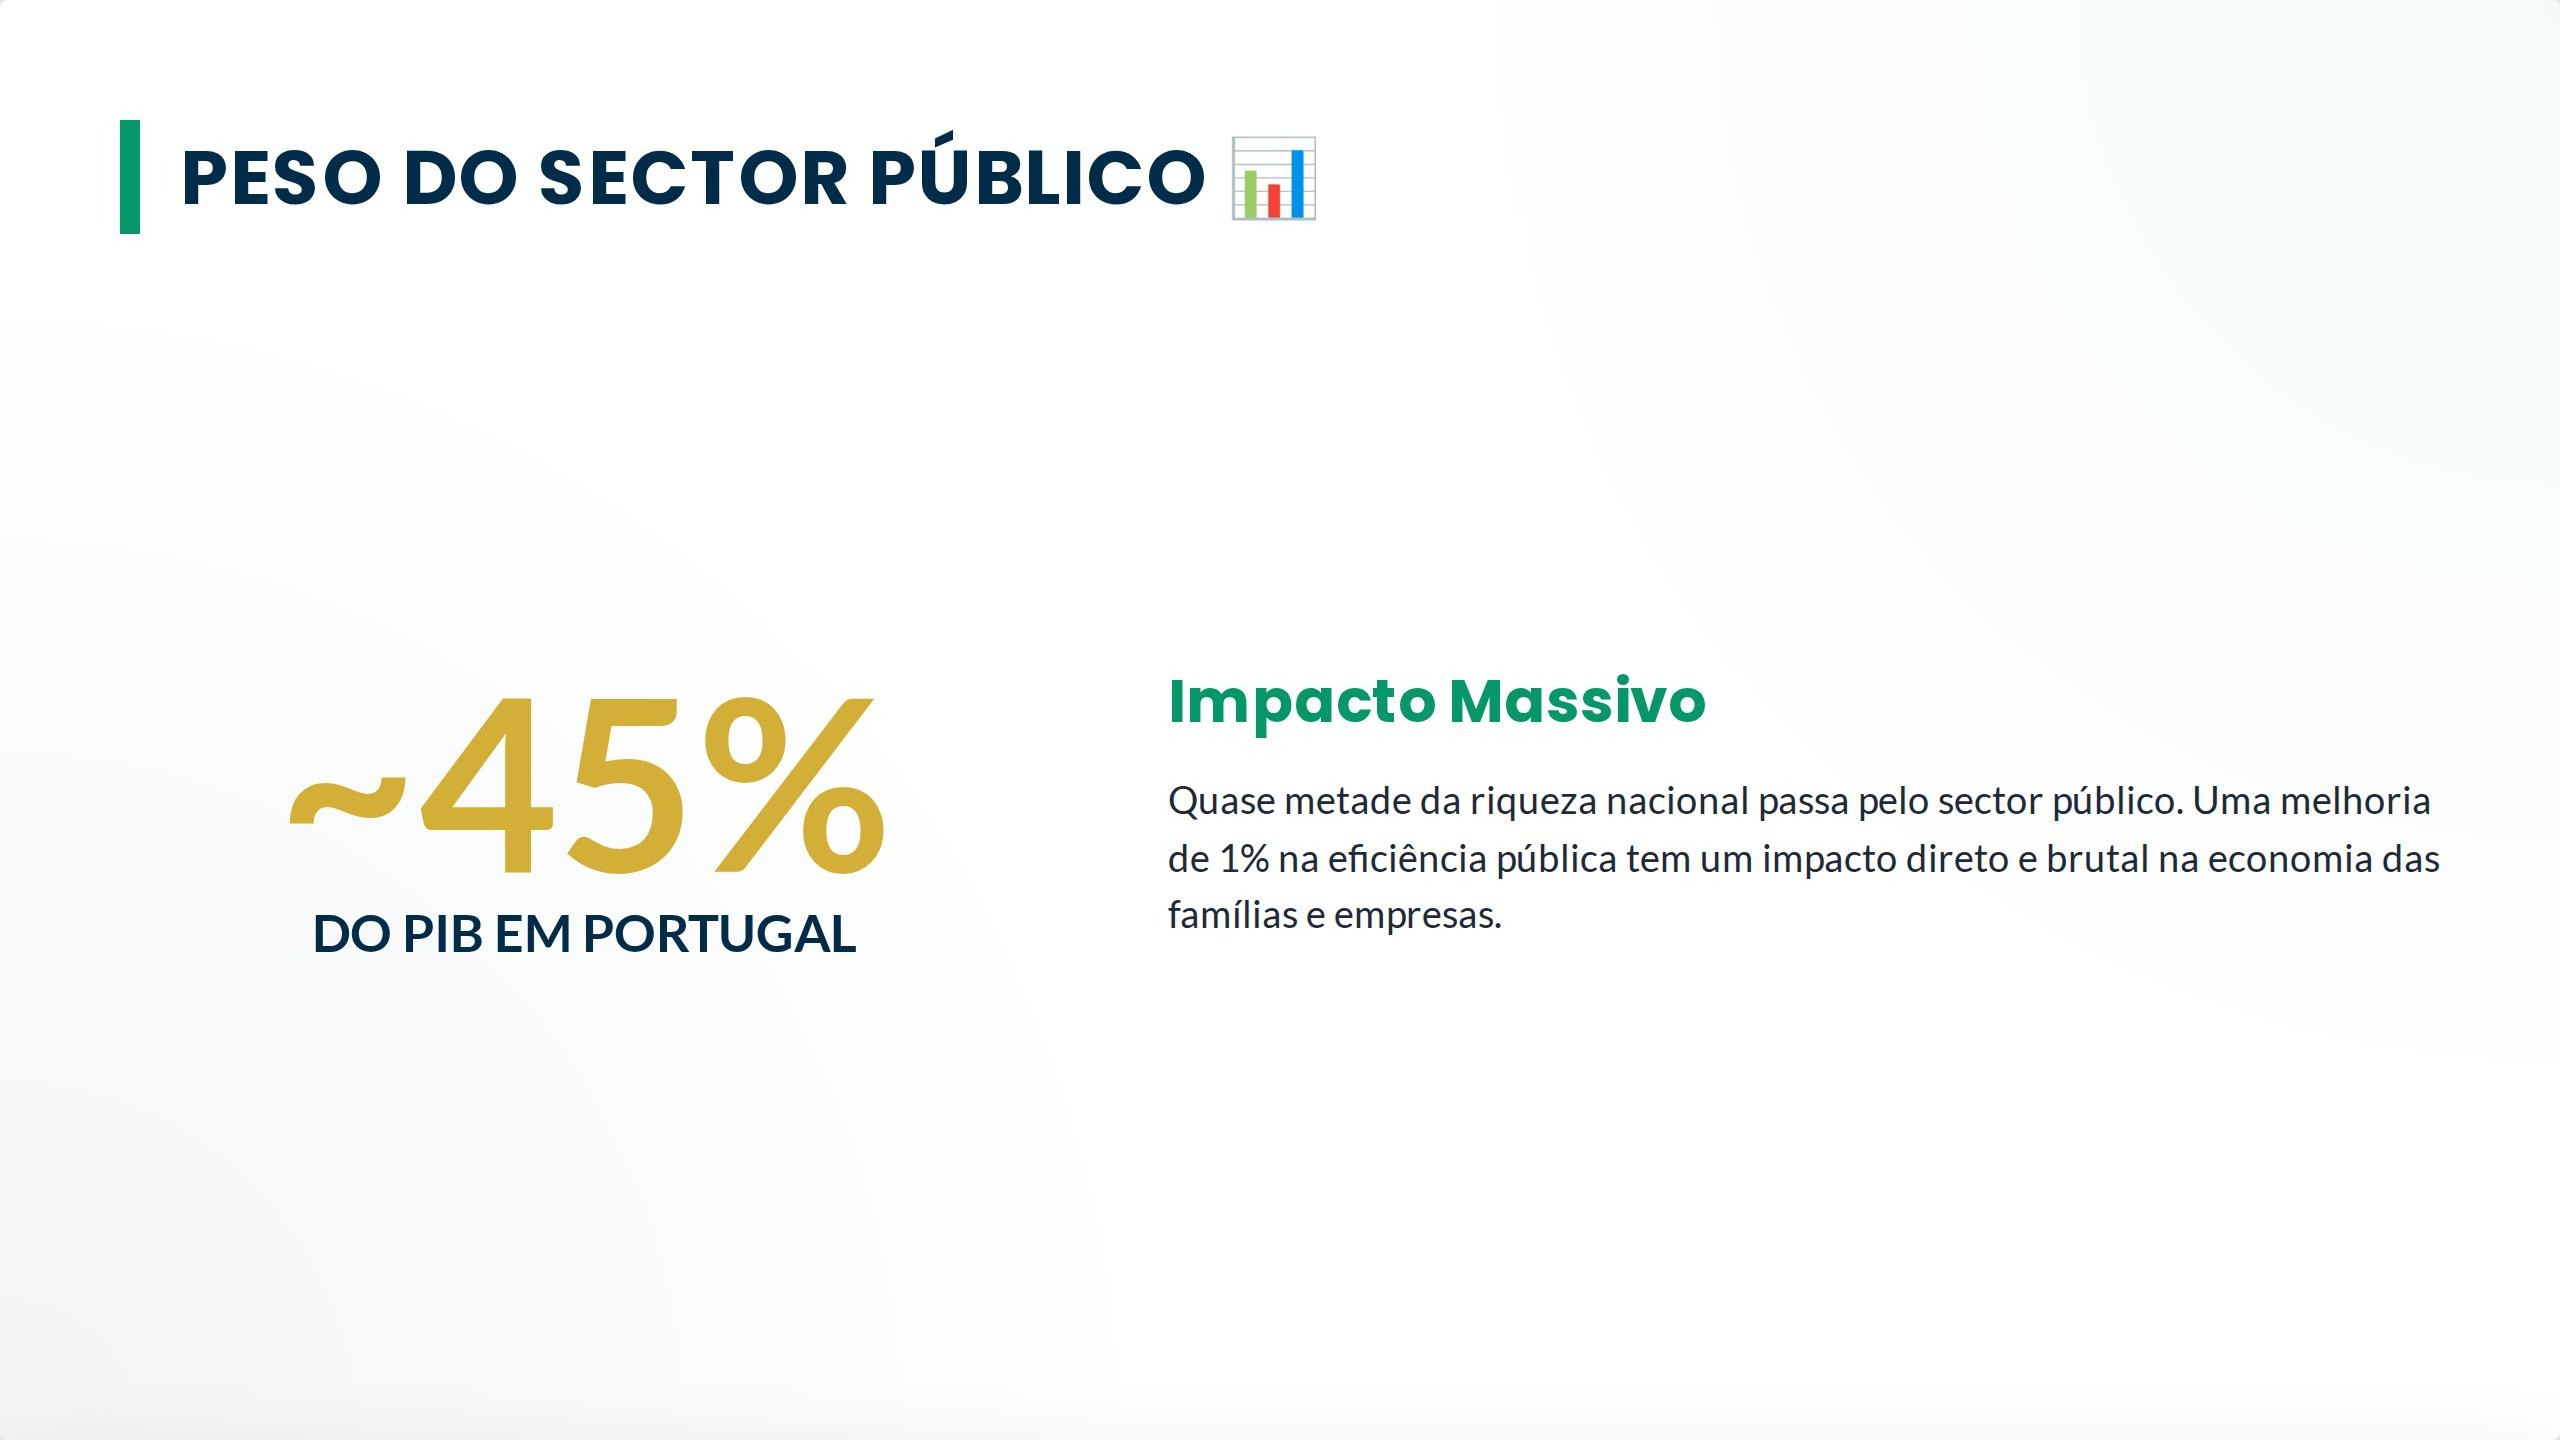 PESO DO SECTOR PÚBLICO
~45%
DO PIB EM PORTUGAL
Impacto Massivo
Quase metade da riqueza nacional passa pelo sector público. Uma melhoria
de 1% na eficiência pública tem um impacto direto e brutal na economia das
famílias e empresas.